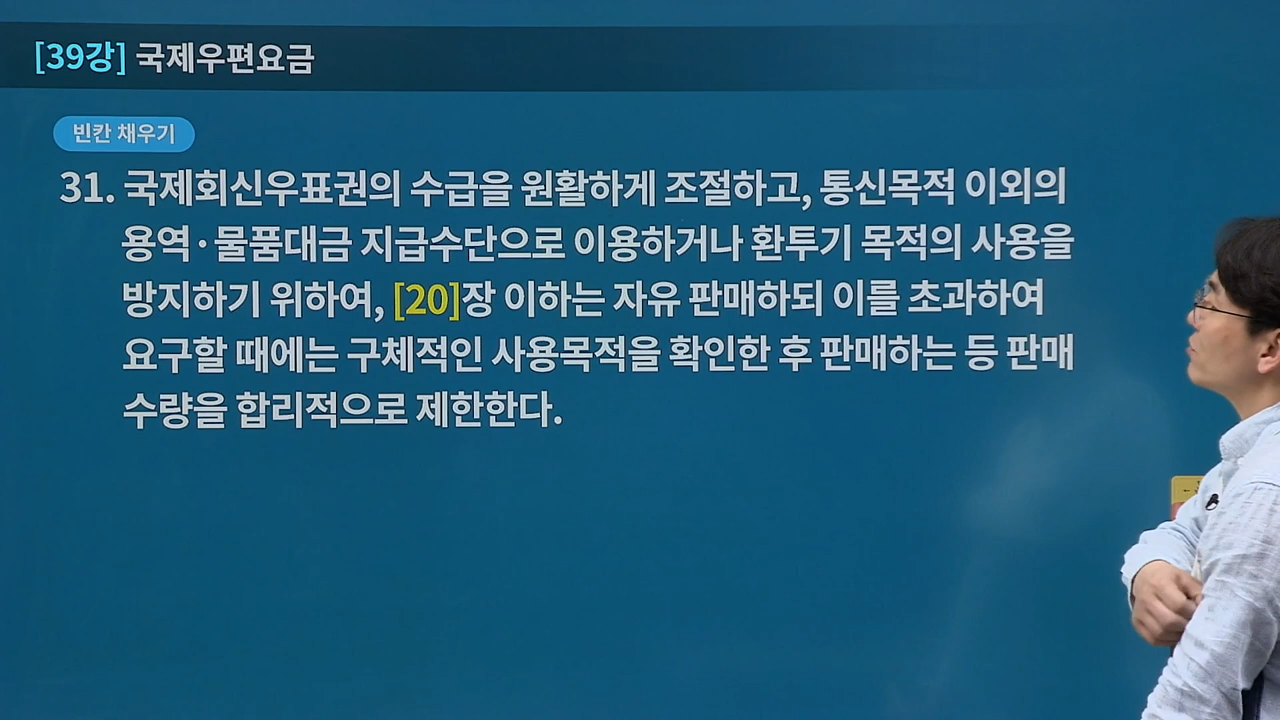 [39강] 국제우편요금
빈칸 채우기
31. 국제회신우표권의 수급을 원활하게 조절하고, 통신목적 이외의
용역·물품대금 지급수단으로 이용하거나 환투기 목적의 사용을
방지하기 위하여, [20]장 이하는 자유 판매하되 이를 초과하여
요구할 때에는 구체적인 사용목적을 확인한 후 판매하는 등 판매
수량을 합리적으로 제한한다.